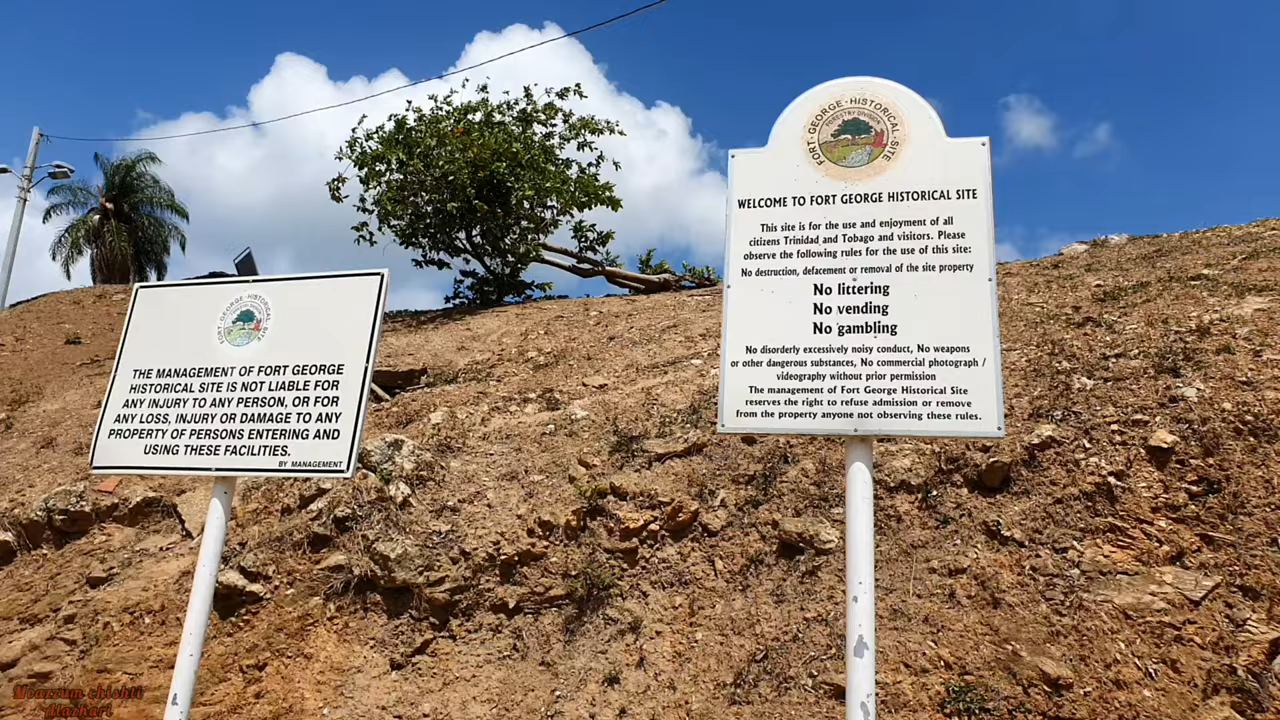 FORT · GEORGE · HISTORICAL · SITE
THE MANAGEMENT OF FORT GEORGE
HISTORICAL SITE IS NOT LIABLE FOR
ANY INJURY TO ANY PERSON, OR FOR
ANY LOSS, INJURY OR DAMAGE TO ANY
PROPERTY OF PERSONS ENTERING AND
USING THESE FACILITIES.
BY MANAGEMENT
FORT · GEORGE · HISTORICAL · SITE
FORESTRY DIVISION
WELCOME TO FORT GEORGE HISTORICAL SITE
This site is for the use and enjoyment of all
citizens Trinidad and Tobago and visitors. Please
observe the following rules for the use of this site:
No destruction, defacement or removal of the site property
No littering
No vending
No gambling
No disorderly excessively noisy conduct, No weapons
or other dangerous substances, No commercial photograph /
videography without prior permission
The management of Fort George Historical Site
reserves the right to refuse admission or remove
from the property anyone not observing these rules.
Moazzum chishti
Mazhari